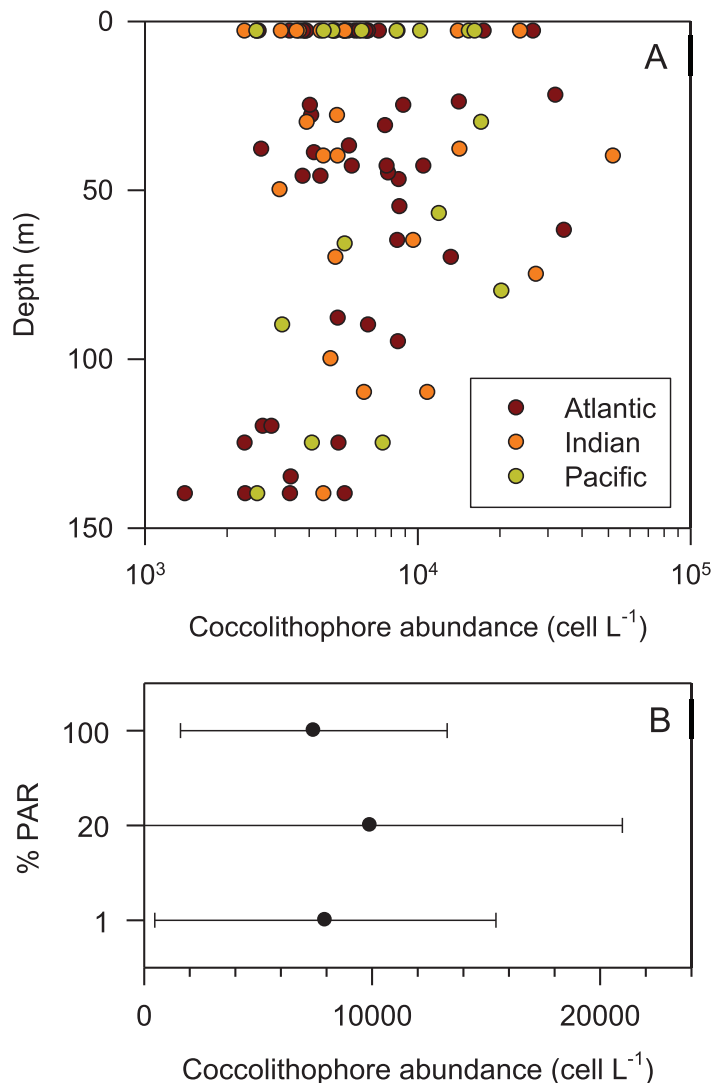 0
A
50
Depth (m)
100
Atlantic
Indian
Pacific
150
10³
10⁴
10⁵
Coccolithophore abundance (cell L⁻¹)
B
100
% PAR
20
1
0
10000
20000
Coccolithophore abundance (cell L⁻¹)